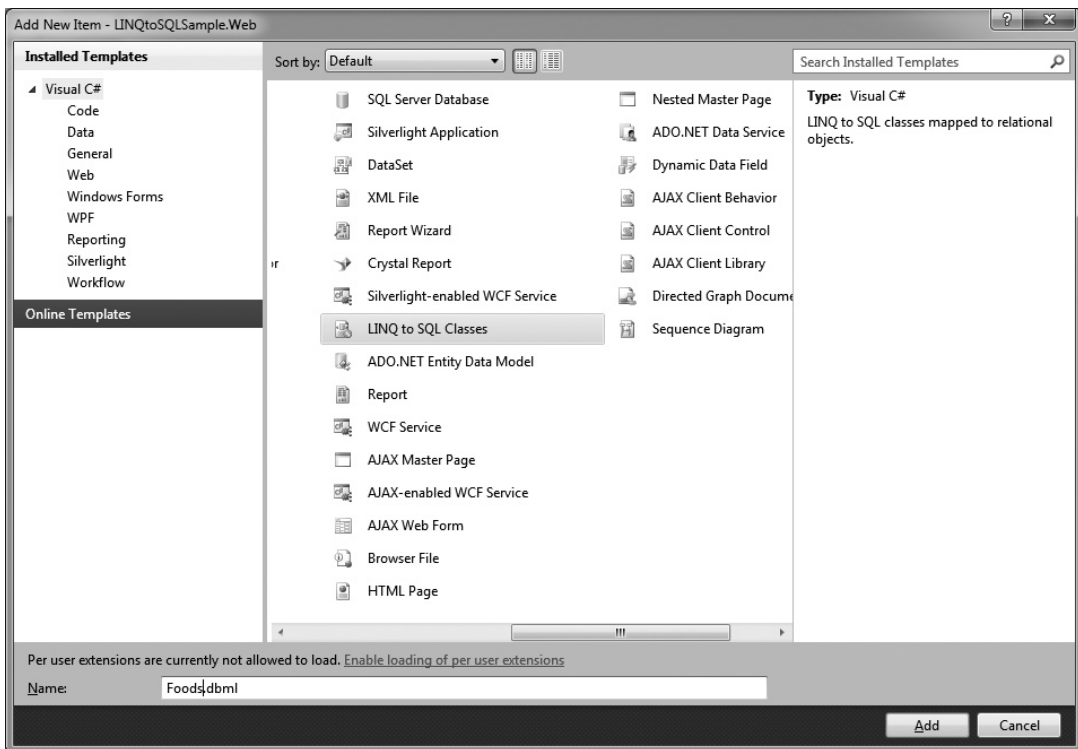 Add New Item - LINQtoSQLSample.Web
Installed Templates
Visual C#
Code
Data
General
Web
Windows Forms
WPF
Reporting
Silverlight
Workflow
Online Templates
Sort by: Default
or
SQL Server Database
Silverlight Application
DataSet
XML File
Report Wizard
Crystal Report
Silverlight-enabled WCF Service
LINQ to SQL Classes
ADO.NET Entity Data Model
Report
WCF Service
AJAX Master Page
AJAX-enabled WCF Service
AJAX Web Form
Browser File
HTML Page
Nested Master Page
ADO.NET Data Service
Dynamic Data Field
AJAX Client Behavior
AJAX Client Control
AJAX Client Library
Directed Graph Docume
Sequence Diagram
Search Installed Templates
Type: Visual C#
LINQ to SQL classes mapped to relational
objects.
Per user extensions are currently not allowed to load. Enable loading of per user extensions
Name: Foods.dbml
Add Cancel